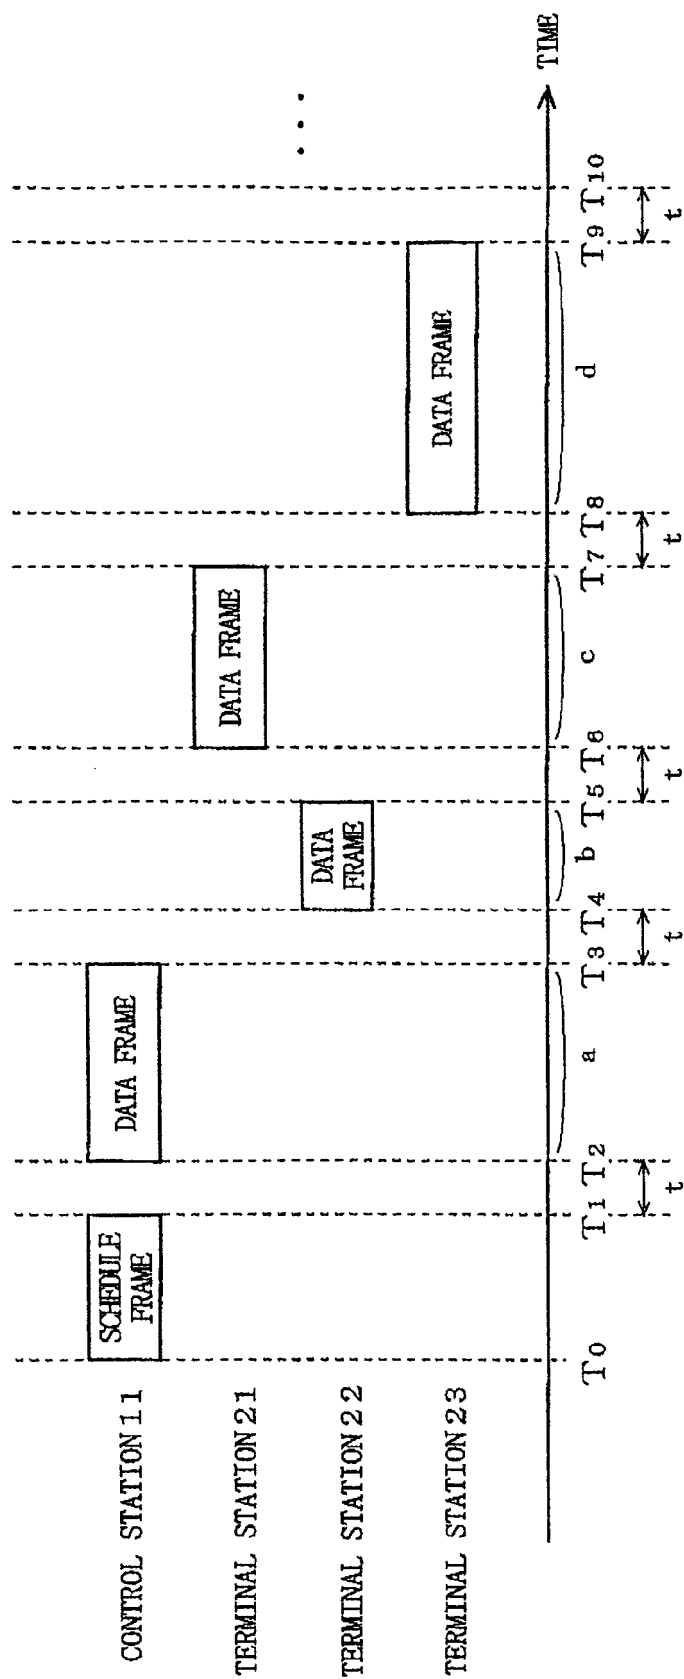 CONTROL STATION 11
SCHEDULE
FRAME
DATA FRAME
TERMINAL STATION 21
DATA FRAME
TERMINAL STATION 22
DATA
FRAME
• • •
TERMINAL STATION 23
DATA FRAME
TIME
T0 T1 T2 a T3 T4 b T5 T6 c T7 T8 d T9 T10
t t t t t